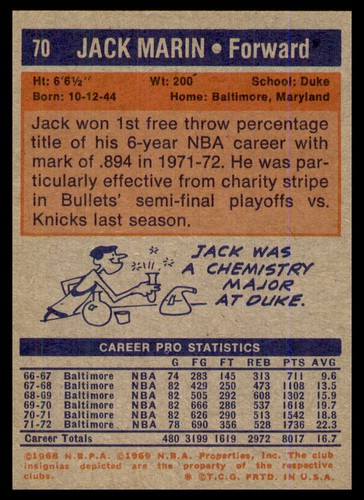 70 JACK MARIN • Forward
Ht: 6'6½" Wt: 200 School: Duke
Born: 10-12-44 Home: Baltimore, Maryland
Jack won 1st free throw percentage
title of his 6-year NBA career with
mark of .894 in 1971-72. He was par-
ticularly effective from charity stripe
in Bullets' semi-final playoffs vs.
Knicks last season.
JACK WAS
A CHEMISTRY
MAJOR
AT DUKE.
CAREER PRO STATISTICS
G FG FT REB PTS AVG
66-67 Baltimore NBA 74 283 145 313 711 9.6
67-68 Baltimore NBA 82 429 250 473 1108 13.5
68-69 Baltimore NBA 82 505 292 608 1302 15.9
69-70 Baltimore NBA 82 666 286 537 1618 19.7
70-71 Baltimore NBA 82 626 290 513 1542 18.8
71-72 Baltimore NBA 78 690 356 528 1736 22.3
Career Totals 480 3199 1619 2972 8017 16.7
©1968 N.B.P.A. ©1969 N.B.A. Properties, Inc. The club
insignias depicted are the property of the respective
clubs. ©T.C.G. PRTD. IN U.S.A.